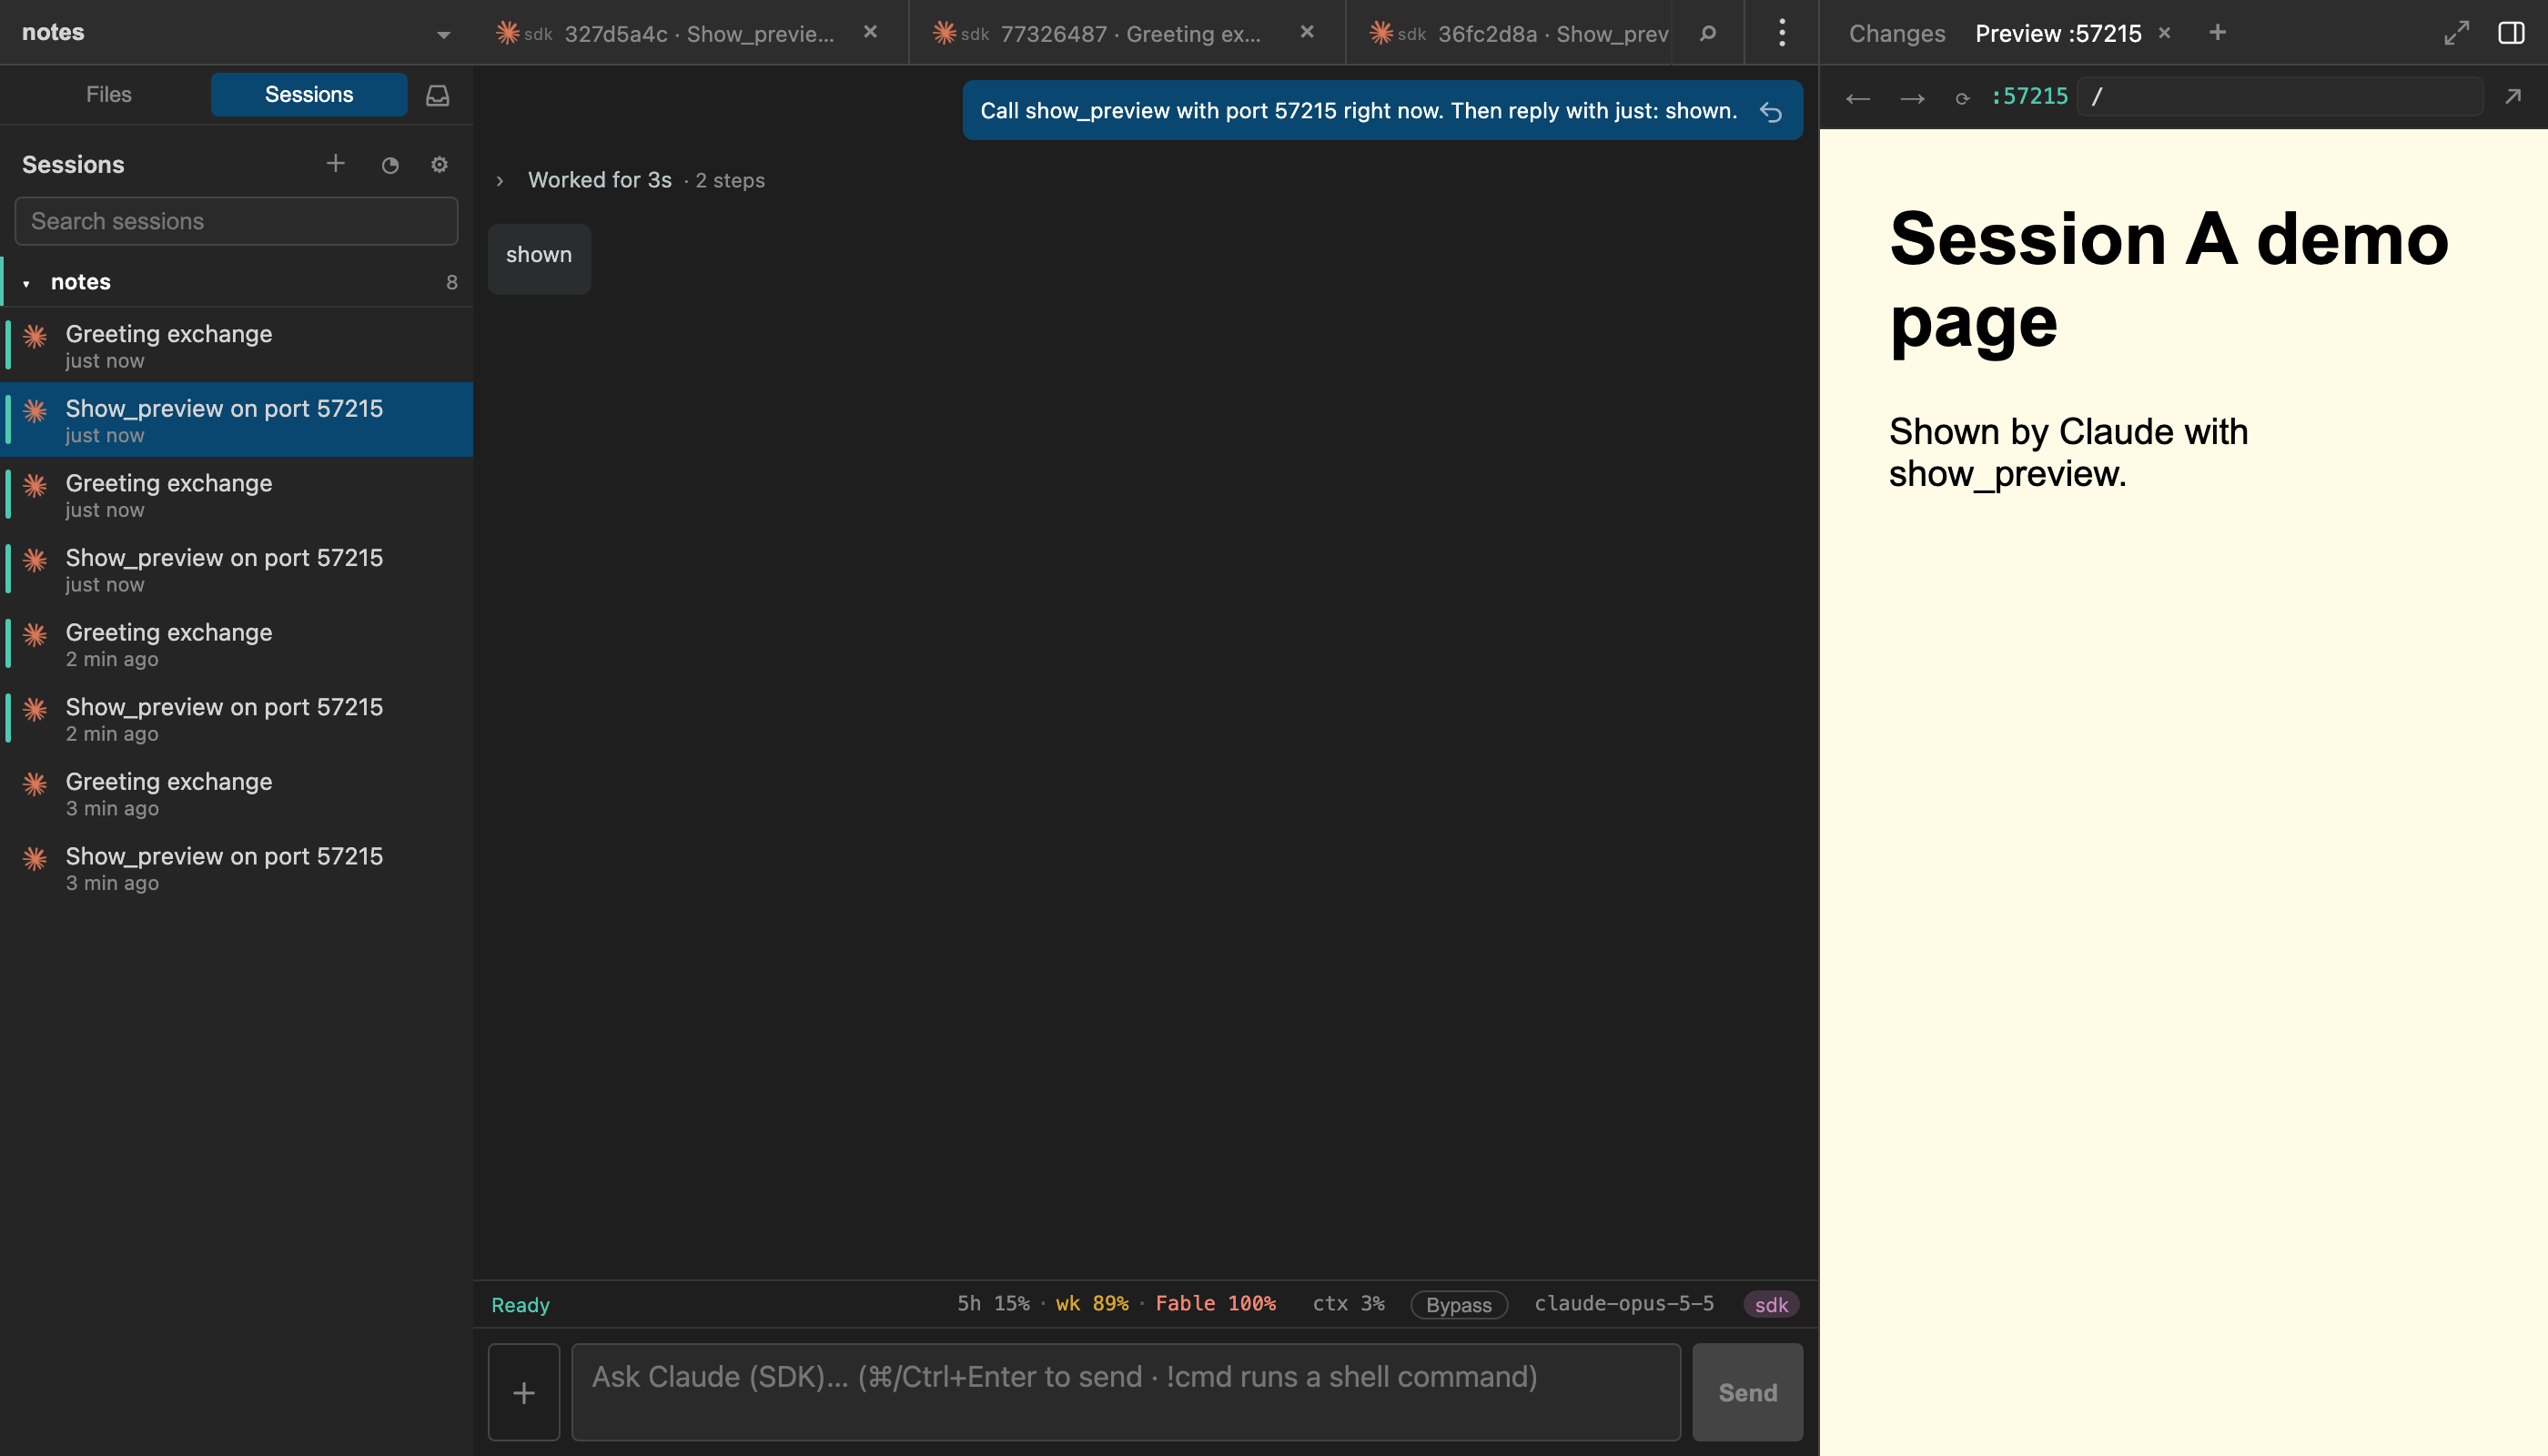 notes
sdk 327d5a4c · Show_previe...
sdk 77326487 · Greeting ex...
sdk 36fc2d8a · Show_prev
Changes
Preview :57215
Files
Sessions
:57215
/
Sessions
Search sessions
notes
8
Greeting exchange
just now
Show_preview on port 57215
just now
Greeting exchange
just now
Show_preview on port 57215
just now
Greeting exchange
2 min ago
Show_preview on port 57215
2 min ago
Greeting exchange
3 min ago
Show_preview on port 57215
3 min ago
Call show_preview with port 57215 right now. Then reply with just: shown.
Worked for 3s · 2 steps
shown
Ready
5h 15% · wk 89% · Fable 100%
ctx 3%
Bypass
claude-opus-5-5
sdk
Ask Claude (SDK)... (⌘/Ctrl+Enter to send · !cmd runs a shell command)
Send
Session A demo
page
Shown by Claude with
show_preview.